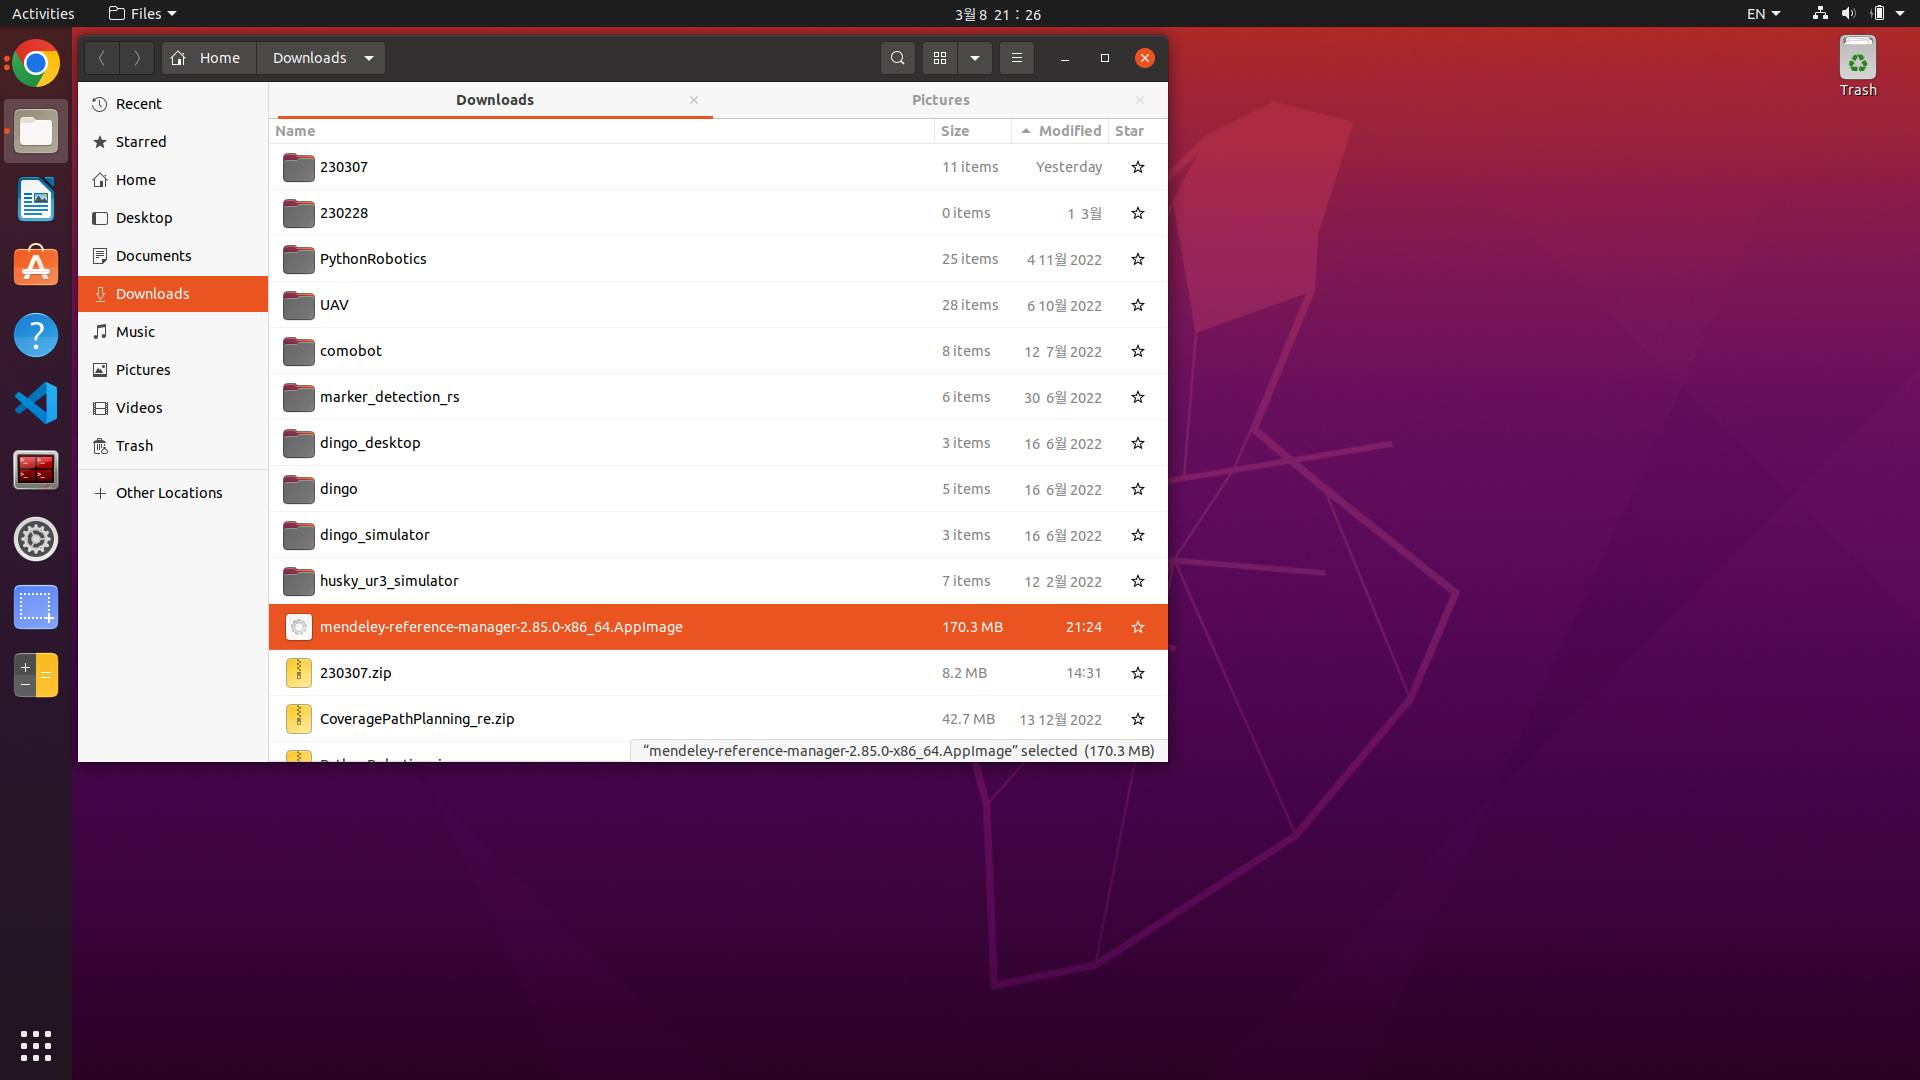 Activities Files 3월 8 21 : 26 EN
Home Downloads
Trash
Downloads Pictures
Name Size Modified Star
Recent
Starred
Home
Desktop
Documents
Downloads
Music
Pictures
Videos
Trash
Other Locations
230307 11 items Yesterday
230228 0 items 1 3월
PythonRobotics 25 items 4 11월 2022
UAV 28 items 6 10월 2022
comobot 8 items 12 7월 2022
marker_detection_rs 6 items 30 6월 2022
dingo_desktop 3 items 16 6월 2022
dingo 5 items 16 6월 2022
dingo_simulator 3 items 16 6월 2022
husky_ur3_simulator 7 items 12 2월 2022
mendeley-reference-manager-2.85.0-x86_64.AppImage 170.3 MB 21:24
230307.zip 8.2 MB 14:31
CoveragePathPlanning_re.zip 42.7 MB 13 12월 2022
“mendeley-reference-manager-2.85.0-x86_64.AppImage” selected (170.3 MB)